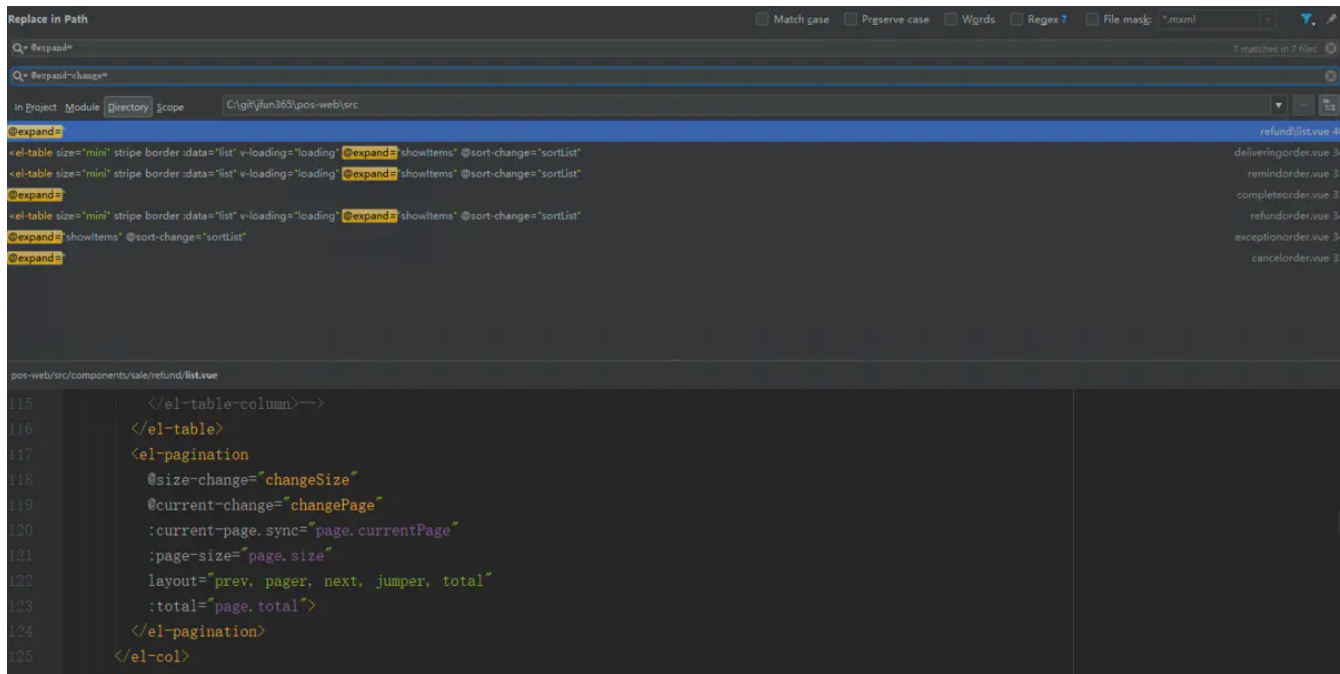 Replace in Path Match case Preserve case Words Regex ? File mask: *.mxml
@expand= 7 matches in 7 files
@expand-change=
In Project Module Directory Scope C:\git\jfun365\pos-web\src
@expand=" refund\list.vue
<el-table size="mini" stripe border :data="list" v-loading="loading" @expand="showItems" @sort-change="sortList" deliveringorder.vue
<el-table size="mini" stripe border :data="list" v-loading="loading" @expand="showItems" @sort-change="sortList" remindorder.vue
@expand=" completeorder.vue
<el-table size="mini" stripe border :data="list" v-loading="loading" @expand="showItems" @sort-change="sortList" refundorder.vue
@expand="showItems" @sort-change="sortList" exceptionorder.vue
@expand=" cancelorder.vue
pos-web/src/components/sale/refund/list.vue
115 </el-table-column>-->
116 </el-table>
117 <el-pagination
118 @size-change="changeSize"
119 @current-change="changePage"
120 :current-page.sync="page.currentPage"
121 :page-size="page.size"
122 layout="prev, pager, next, jumper, total"
123 :total="page.total">
124 </el-pagination>
125 </el-col>